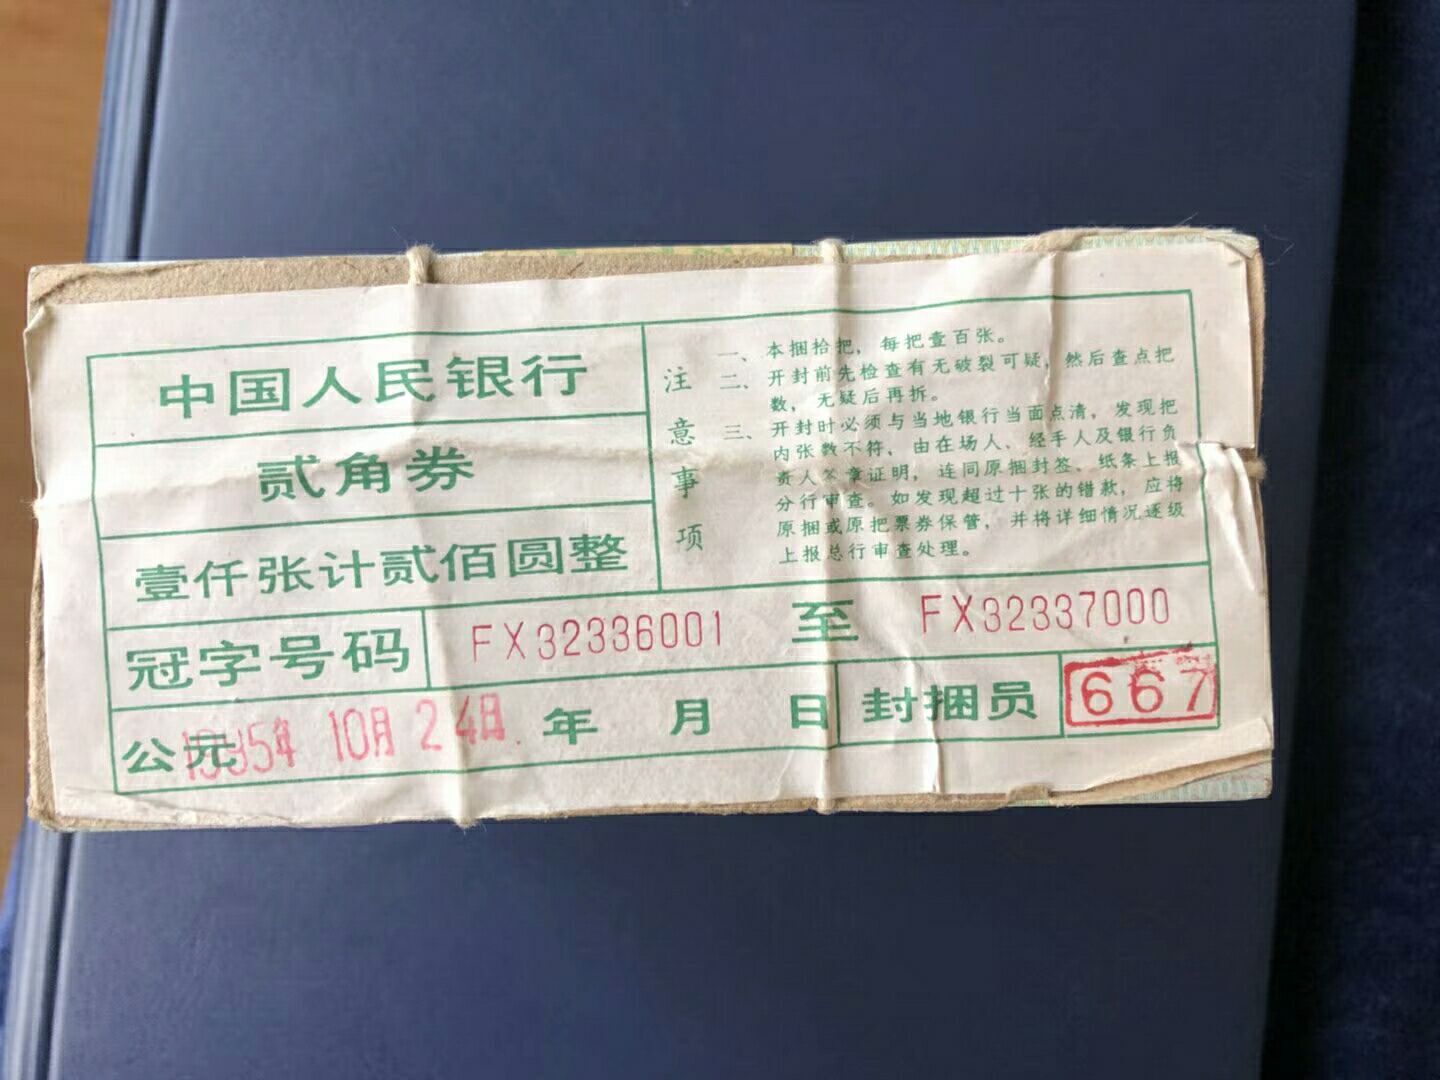 中国人民银行
贰角券
壹仟张计贰佰圆整
注意事项
一、本捆拾把，每把壹百张。
二、开封前先检查有无破裂可疑，然后查点把
数，无疑后再拆。
三、开封时必须与当地银行当面点清，发现把
内张数不符，由在场人、经手人及银行负
责人签章证明，连同原捆封签、纸条上报
分行审查。如发现超过十张的错款，应将
原捆或原把票券保管，并将详细情况逐级
上报总行审查处理。
冠字号码 FX32336001 至 FX32337000
公元 1995年 10月 24日 年 月 日 封捆员 667